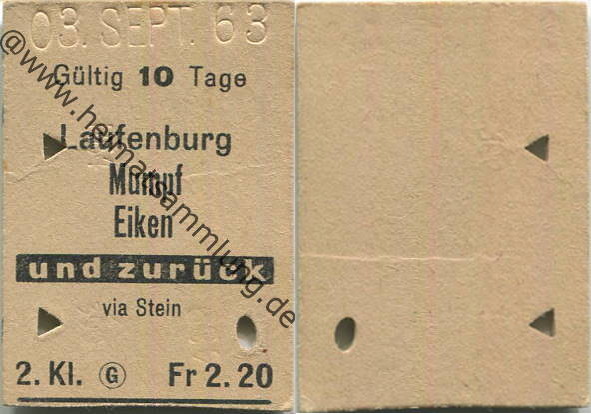 03. SEPT. 63
Gültig 10 Tage
Laufenburg
Mumpf
Eiken
und zurück
via Stein
2. Kl. G Fr 2.20
@www.heimatsammlung.de